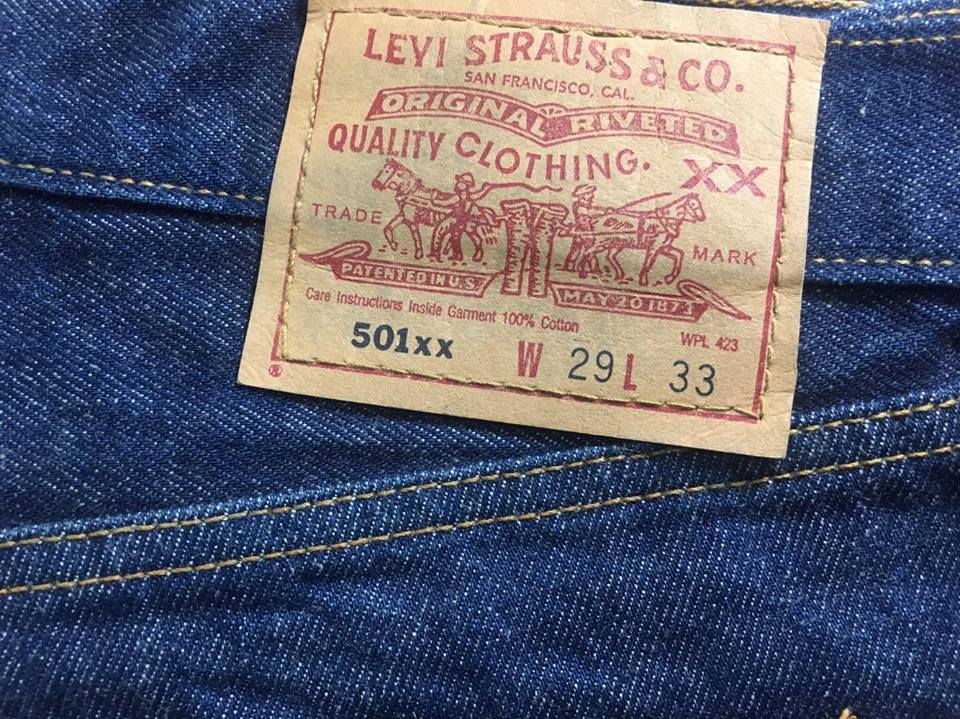 LEVI STRAUSS & CO.
SAN FRANCISCO, CAL.
ORIGINAL RIVETED
QUALITY CLOTHING.
XX
TRADE MARK
PATENTED IN U.S. MAY 20 1873
Care Instructions Inside Garment 100% Cotton
WPL 423
501xx W 29 L 33
®